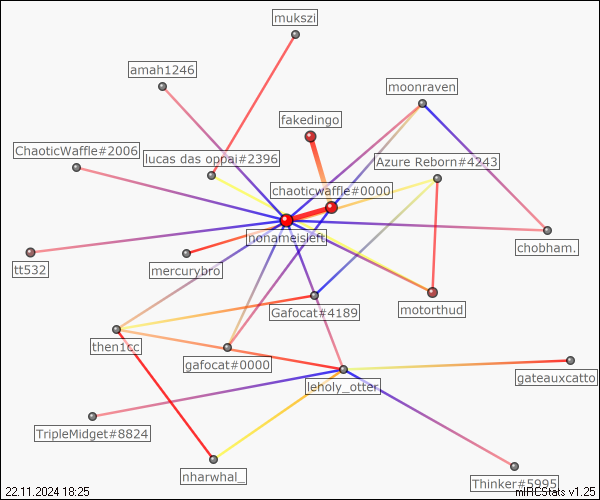 mukszi
amah1246
moonraven
fakedingo
ChaoticWaffle#2006
lucas das oppai#2396
Azure Reborn#4243
chaoticwaffle#0000
nonameisleft
chobham.
tt532
mercurybro
Gafocat#4189
motorthud
then1cc
gafocat#0000
leholy_otter
gateauxcatto
TripleMidget#8824
nharwhal_
Thinker#5995
22.11.2024 18:25
mIRCStats v1.25